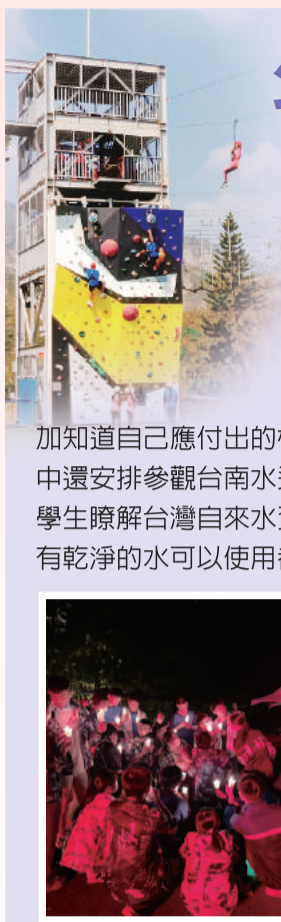 加知道自己應付出的
中還安排參觀台南水
學生瞭解台灣自來水
有乾淨的水可以使用